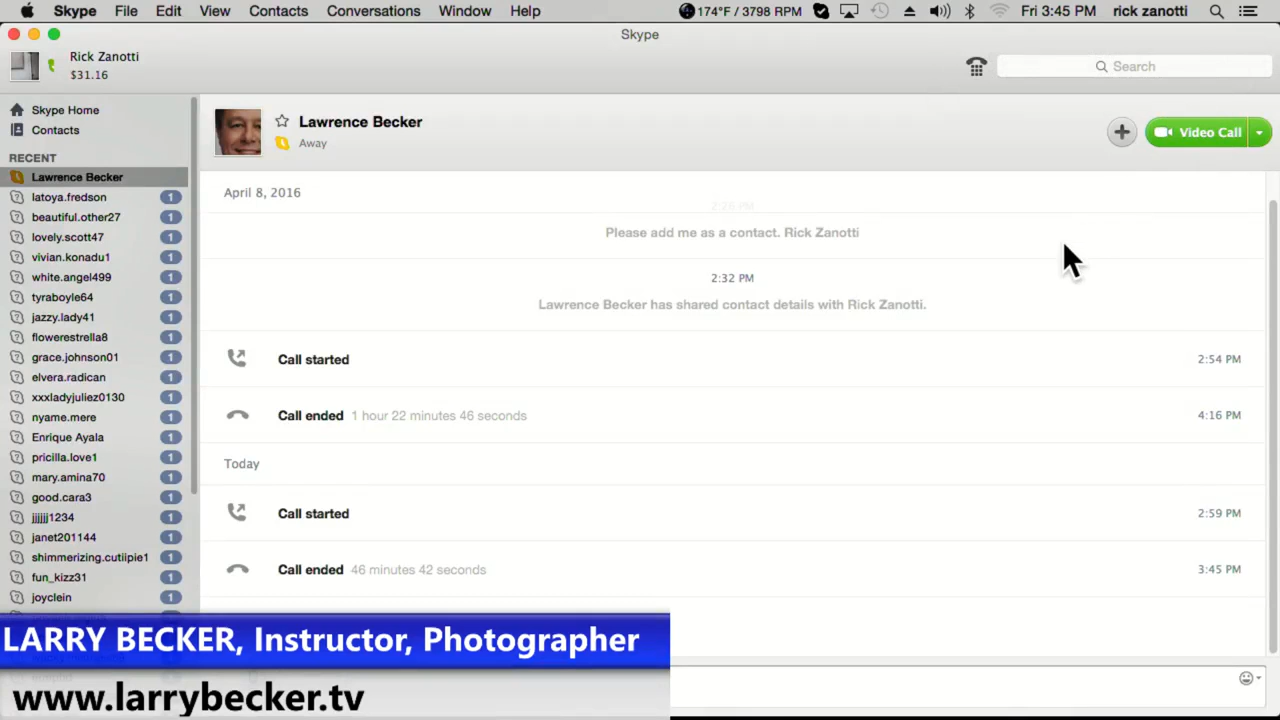 Skype File Edit View Contacts Conversations Window Help 174°F / 3798 RPM Fri 3:45 PM rick zanotti
Skype
Rick Zanotti
$31.16
Search
Skype Home
Contacts
RECENT
Lawrence Becker
latoya.fredson 1
beautiful.other27 1
lovely.scott47 1
vivian.konadu1 1
white.angel499 1
tyraboyle64 1
jazzy.lady41 1
flowerestrella8 1
grace.johnson01 1
elvera.radican 1
xxxladyjuliez0130 1
nyame.mere 1
Enrique Ayala 1
pricilla.love1 1
mary.amina70 1
good.cara3 1
jjjjjj1234 1
janet201144 1
shimmerizing.cutiipie1 1
fun_kizz31 1
joyclein 1
Lawrence Becker
Away
Video Call
April 8, 2016
2:26 PM
Please add me as a contact. Rick Zanotti
2:32 PM
Lawrence Becker has shared contact details with Rick Zanotti.
Call started 2:54 PM
Call ended 1 hour 22 minutes 46 seconds 4:16 PM
Today
Call started 2:59 PM
Call ended 46 minutes 42 seconds 3:45 PM
LARRY BECKER, Instructor, Photographer
www.larrybecker.tv